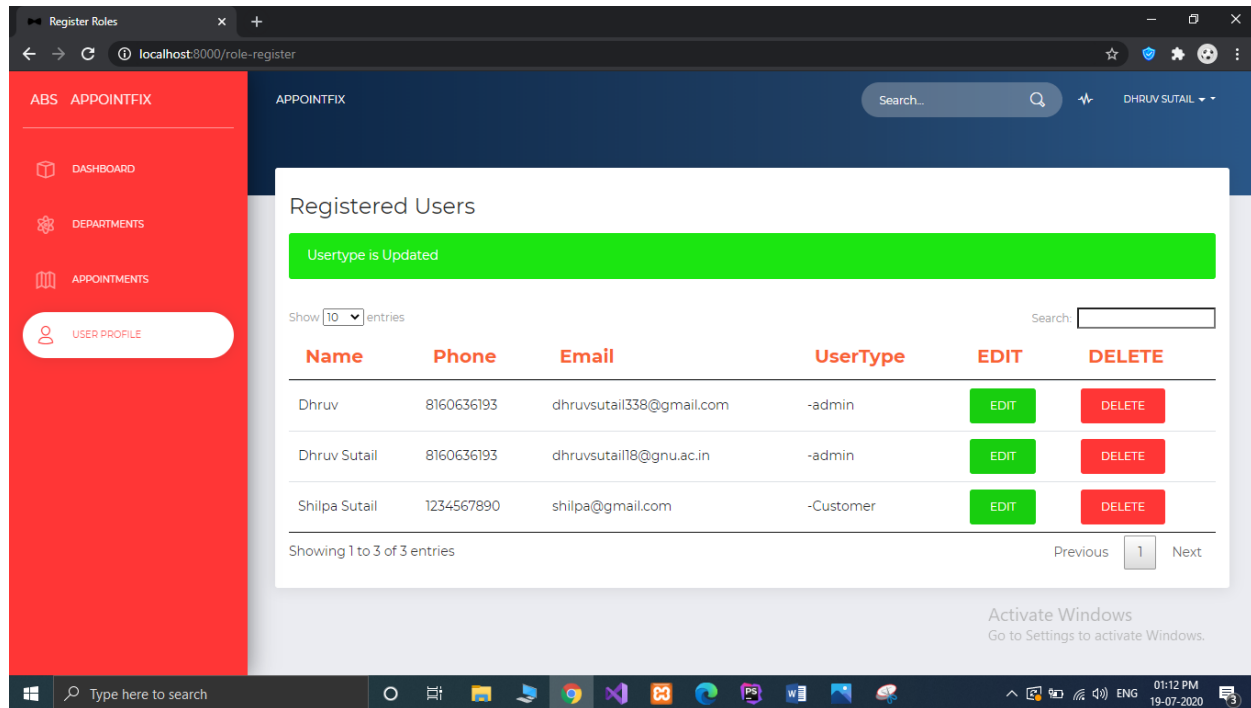 Register Roles
localhost:8000/role-register
ABS APPOINTFIX
APPOINTFIX
Search...
DHRUV SUTAIL
DASHBOARD
DEPARTMENTS
APPOINTMENTS
USER PROFILE
Registered Users
Usertype is Updated
Show 10 entries
Search:
Name Phone Email UserType EDIT DELETE
Dhruv 8160636193 dhruvsutail338@gmail.com -admin EDIT DELETE
Dhruv Sutail 8160636193 dhruvsutail18@gnu.ac.in -admin EDIT DELETE
Shilpa Sutail 1234567890 shilpa@gmail.com -Customer EDIT DELETE
Showing 1 to 3 of 3 entries
Previous 1 Next
Activate Windows
Go to Settings to activate Windows.
Type here to search
PS
W
ENG
01:12 PM
19-07-2020
3